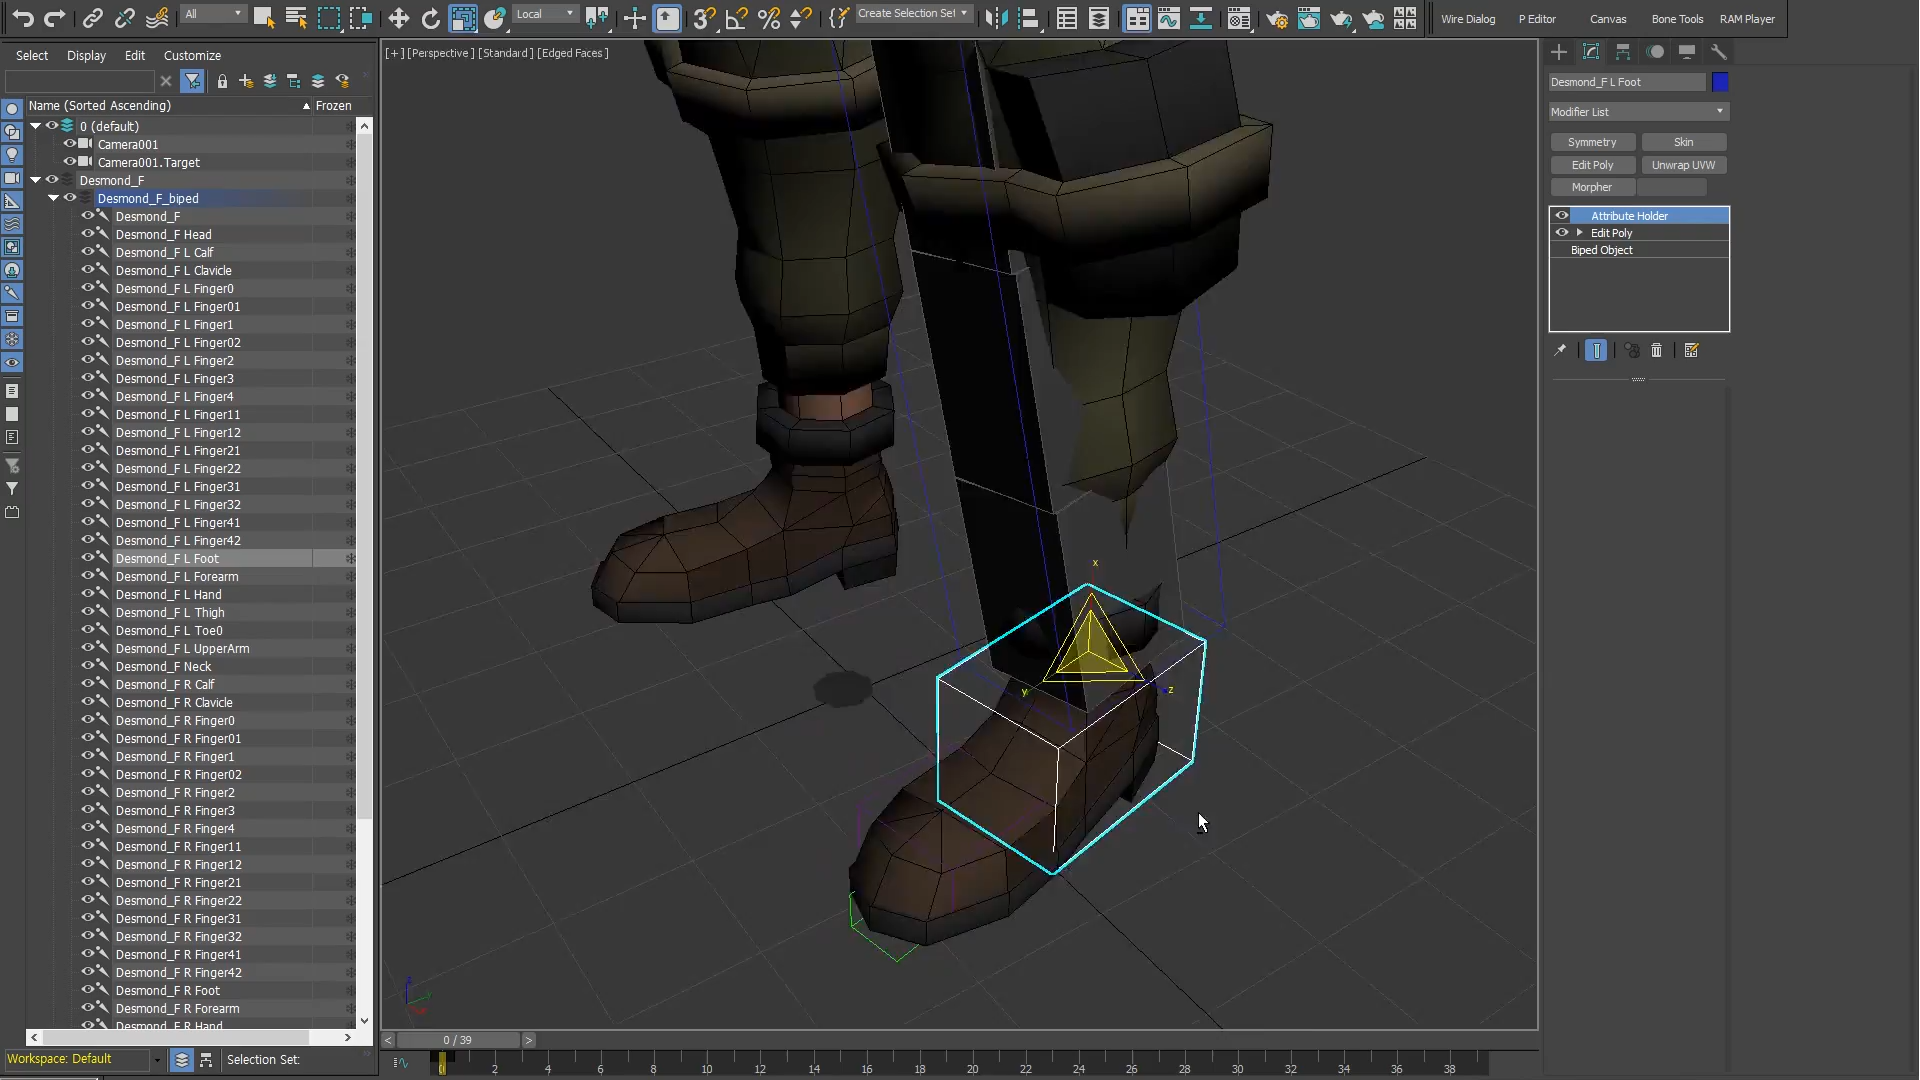 All
Local
Create Selection Set
Wire Dialog
P Editor
Canvas
Bone Tools
RAM Player
Select
Display
Edit
Customize
Name (Sorted Ascending)
Frozen
0 (default)
Camera001
Camera001.Target
Desmond_F
Desmond_F_biped
Desmond_F
Desmond_F Head
Desmond_F L Calf
Desmond_F L Clavicle
Desmond_F L Finger0
Desmond_F L Finger01
Desmond_F L Finger1
Desmond_F L Finger02
Desmond_F L Finger2
Desmond_F L Finger3
Desmond_F L Finger4
Desmond_F L Finger11
Desmond_F L Finger12
Desmond_F L Finger21
Desmond_F L Finger22
Desmond_F L Finger31
Desmond_F L Finger32
Desmond_F L Finger41
Desmond_F L Finger42
Desmond_F L Foot
Desmond_F L Forearm
Desmond_F L Hand
Desmond_F L Thigh
Desmond_F L Toe0
Desmond_F L UpperArm
Desmond_F Neck
Desmond_F R Calf
Desmond_F R Clavicle
Desmond_F R Finger0
Desmond_F R Finger01
Desmond_F R Finger1
Desmond_F R Finger02
Desmond_F R Finger2
Desmond_F R Finger3
Desmond_F R Finger4
Desmond_F R Finger11
Desmond_F R Finger12
Desmond_F R Finger21
Desmond_F R Finger22
Desmond_F R Finger31
Desmond_F R Finger32
Desmond_F R Finger41
Desmond_F R Finger42
Desmond_F R Foot
Desmond_F R Forearm
Desmond_F R Hand
Workspace: Default
Selection Set:
[+] [Perspective] [Standard] [Edged Faces]
x
y
z
< 0 / 39 >
0 2 4 6 8 10 12 14 16 18 20 22 24 26 28 30 32 34 36 38
Desmond_F L Foot
Modifier List
Symmetry
Skin
Edit Poly
Unwrap UVW
Morpher
Attribute Holder
Edit Poly
Biped Object